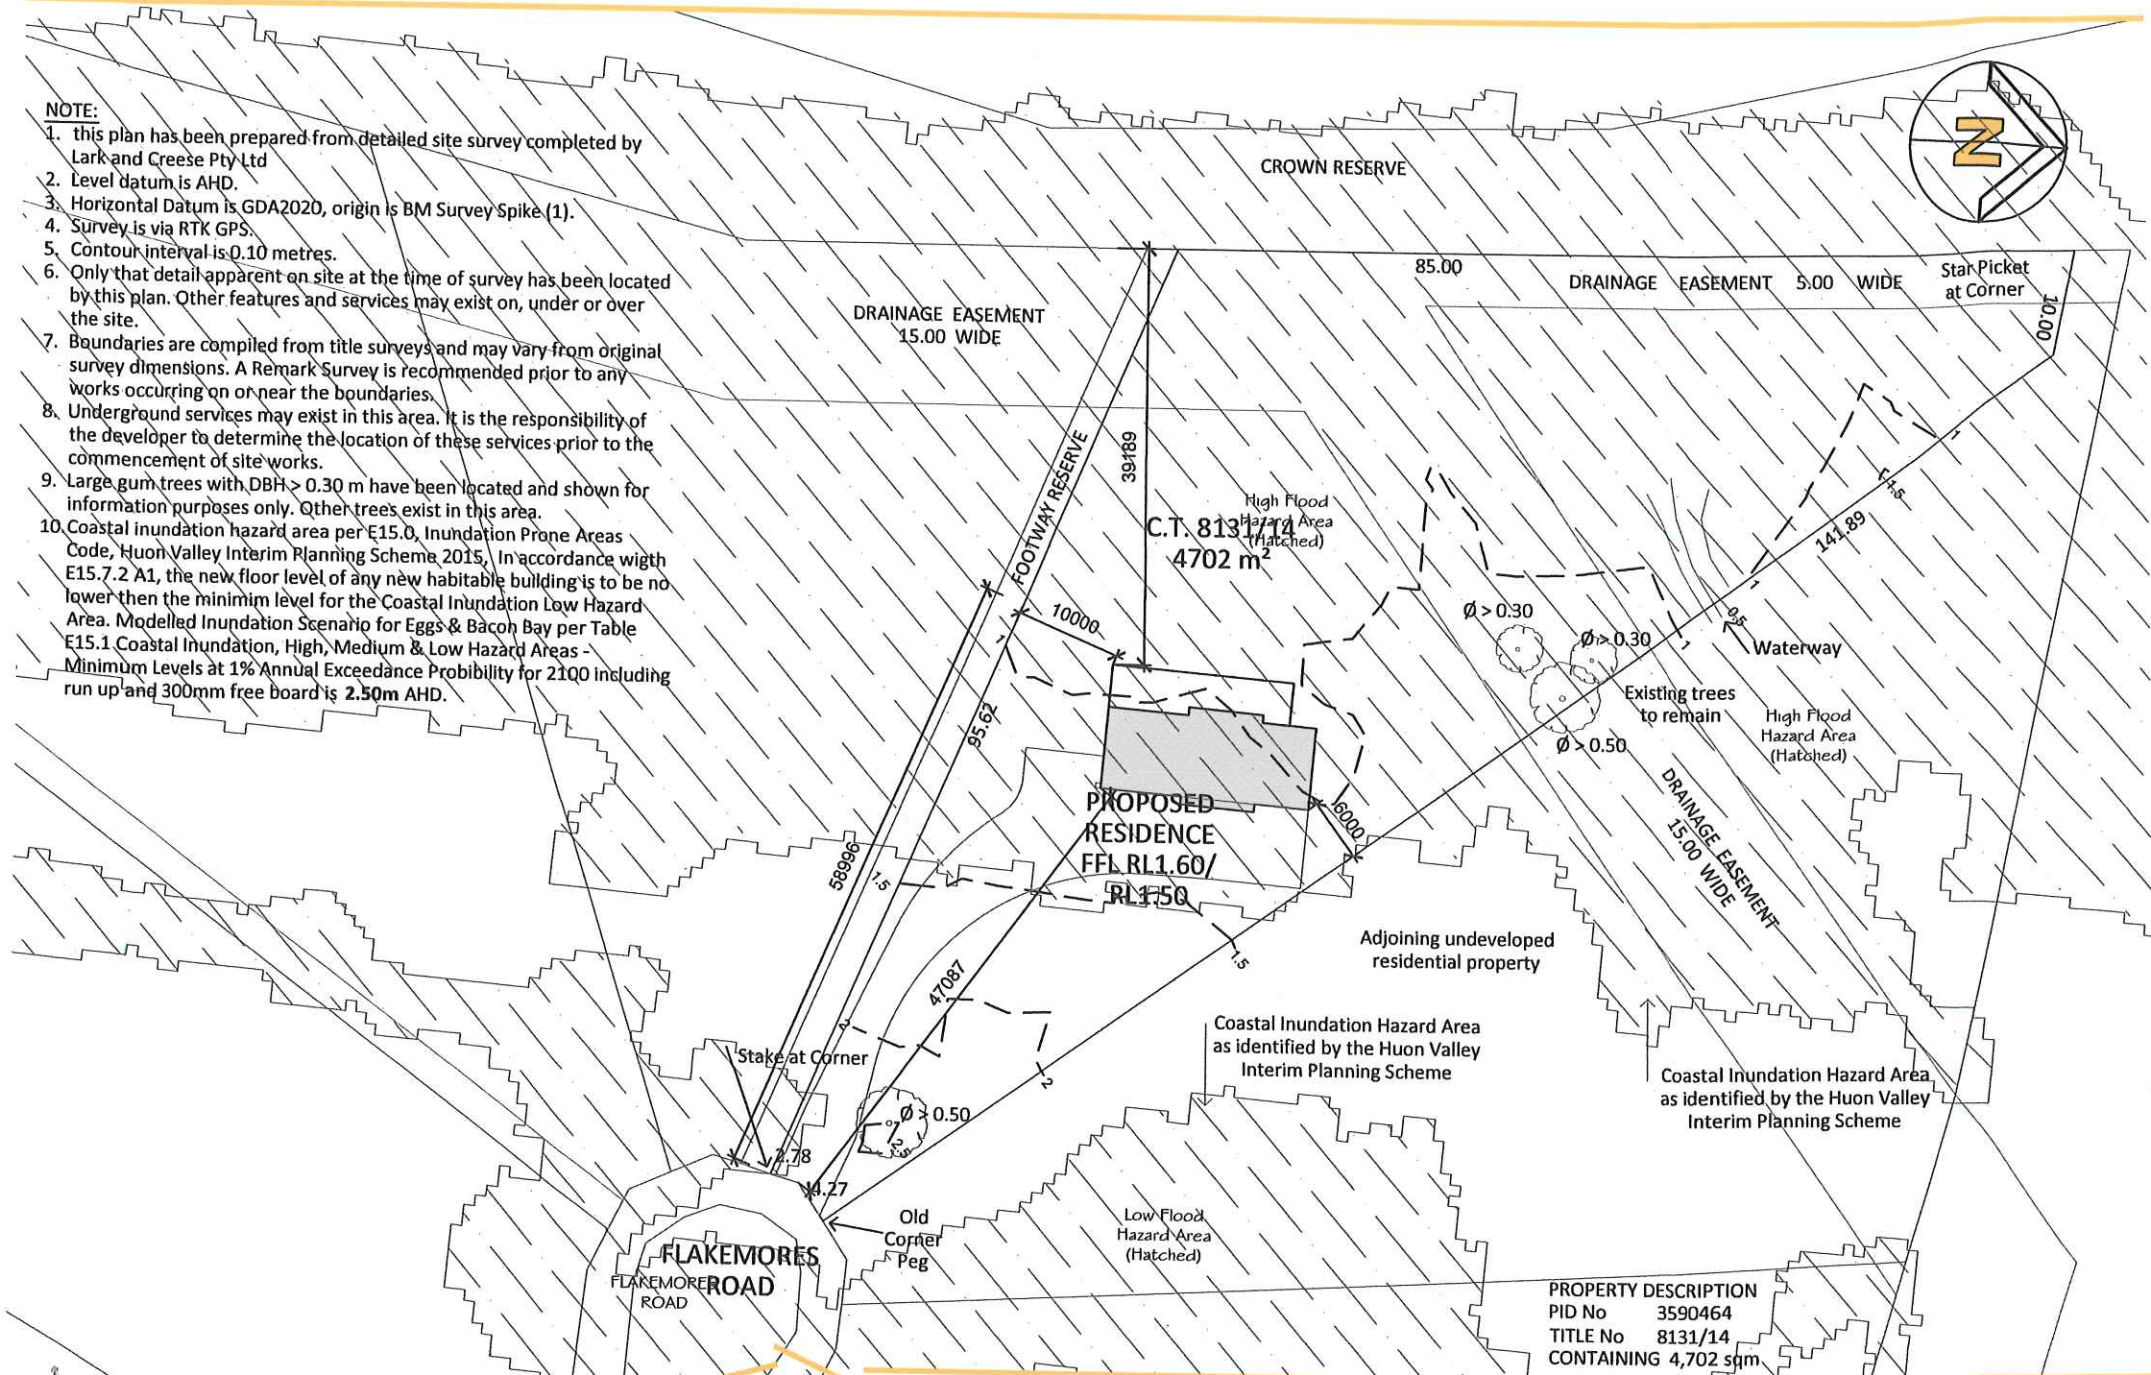 NOTE:
1. this plan has been prepared from detailed site survey completed by
Lark and Creese Pty Ltd
2. Level datum is AHD.
3. Horizontal Datum is GDA2020, origin is BM Survey Spike (1).
4. Survey is via RTK GPS.
5. Contour interval is 0.10 metres.
6. Only that detail apparent on site at the time of survey has been located
by this plan. Other features and services may exist on, under or over
the site.
7. Boundaries are compiled from title surveys and may vary from original
survey dimensions. A Remark Survey is recommended prior to any
works occurring on or near the boundaries.
8. Underground services may exist in this area. It is the responsibility of
the developer to determine the location of these services prior to the
commencement of site works.
9. Large gum trees with DBH > 0.30 m have been located and shown for
information purposes only. Other trees exist in this area.
10. Coastal inundation hazard area per E15.0, Inundation Prone Areas
Code, Huon Valley Interim Planning Scheme 2015, In accordance wigth
E15.7.2 A1, the new floor level of any new habitable building is to be no
lower then the minimim level for the Coastal Inundation Low Hazard
Area. Modelled Inundation Scenario for Eggs & Bacon Bay per Table
E15.1 Coastal Inundation, High, Medium & Low Hazard Areas -
Minimum Levels at 1% Annual Exceedance Probibility for 2100 including
run up and 300mm free board is 2.50m AHD.
CROWN RESERVE
N
85.00
DRAINAGE EASEMENT 5.00 WIDE
Star Picket
at Corner
10.00
DRAINAGE EASEMENT
15.00 WIDE
FOOTWAY RESERVE
39189
High Flood
Hazard Area
(Hatched)
C.T. 8131/14
4702 m²
1
1.5
141.89
1
0.5
Waterway
1
Ø > 0.30
Ø > 0.30
Existing trees
to remain
Ø > 0.50
High Flood
Hazard Area
(Hatched)
10000
1
95.62
DRAINAGE EASEMENT
15.00 WIDE
PROPOSED
RESIDENCE
FFL RL1.60/
RL1.50
6000
58996
1.5
1.5
47087
Adjoining undeveloped
residential property
2
2
Stake at Corner
Coastal Inundation Hazard Area
as identified by the Huon Valley
Interim Planning Scheme
Coastal Inundation Hazard Area
as identified by the Huon Valley
Interim Planning Scheme
Ø > 0.50
2.5
2.78
4.27
Old
Corner
Peg
Low Flood
Hazard Area
(Hatched)
FLAKEMORES
ROAD
FLAKEMORES
ROAD
PROPERTY DESCRIPTION
PID No 3590464
TITLE No 8131/14
CONTAINING 4,702 sqm